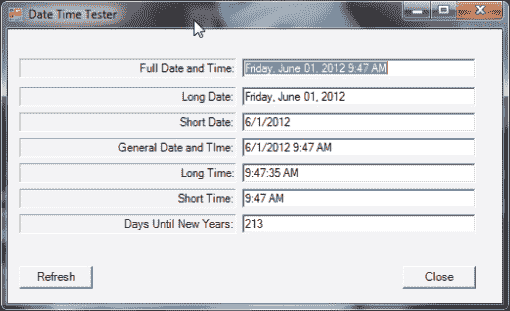 Date Time Tester
Full Date and Time: Friday, June 01, 2012 9:47 AM
Long Date: Friday, June 01, 2012
Short Date: 6/1/2012
General Date and TIme: 6/1/2012 9:47 AM
Long Time: 9:47:35 AM
Short Time: 9:47 AM
Days Until New Years: 213
Refresh Close